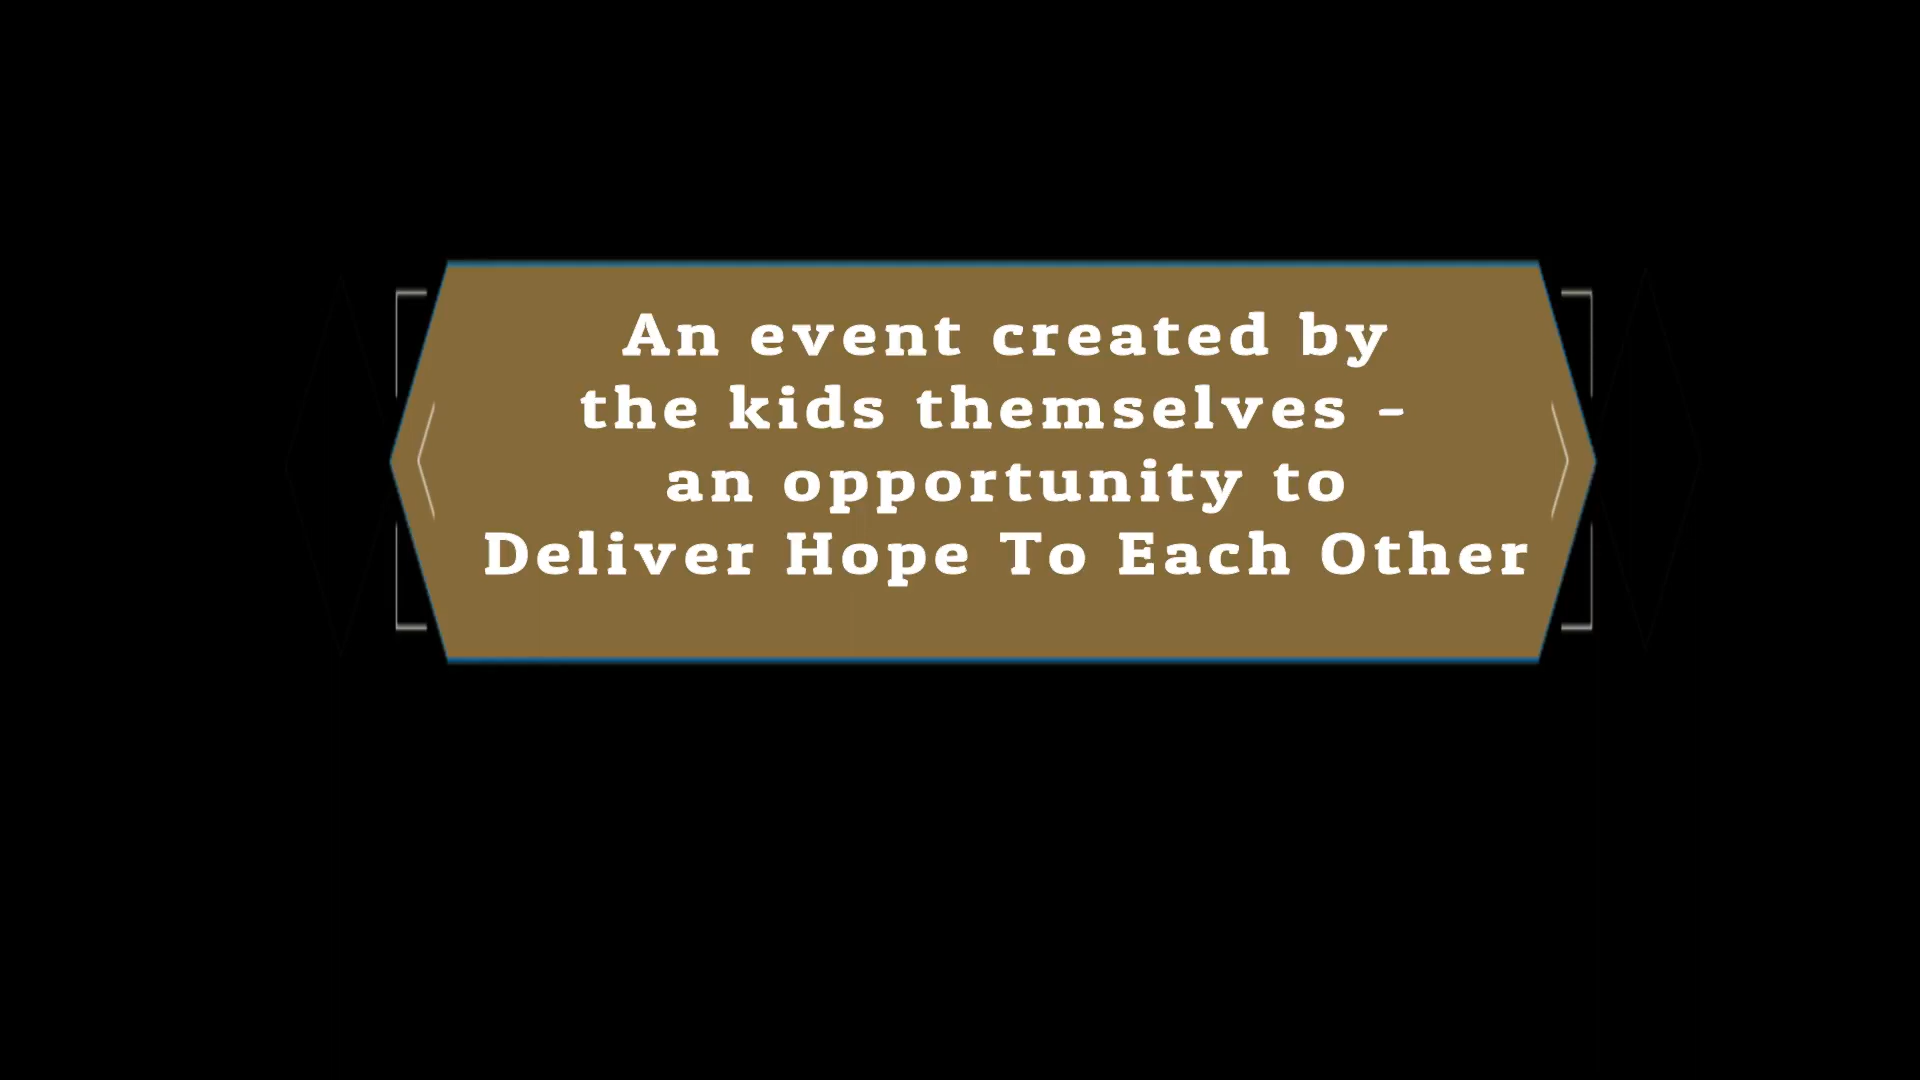 An event created by
the kids themselves -
an opportunity to
Deliver Hope To Each Other